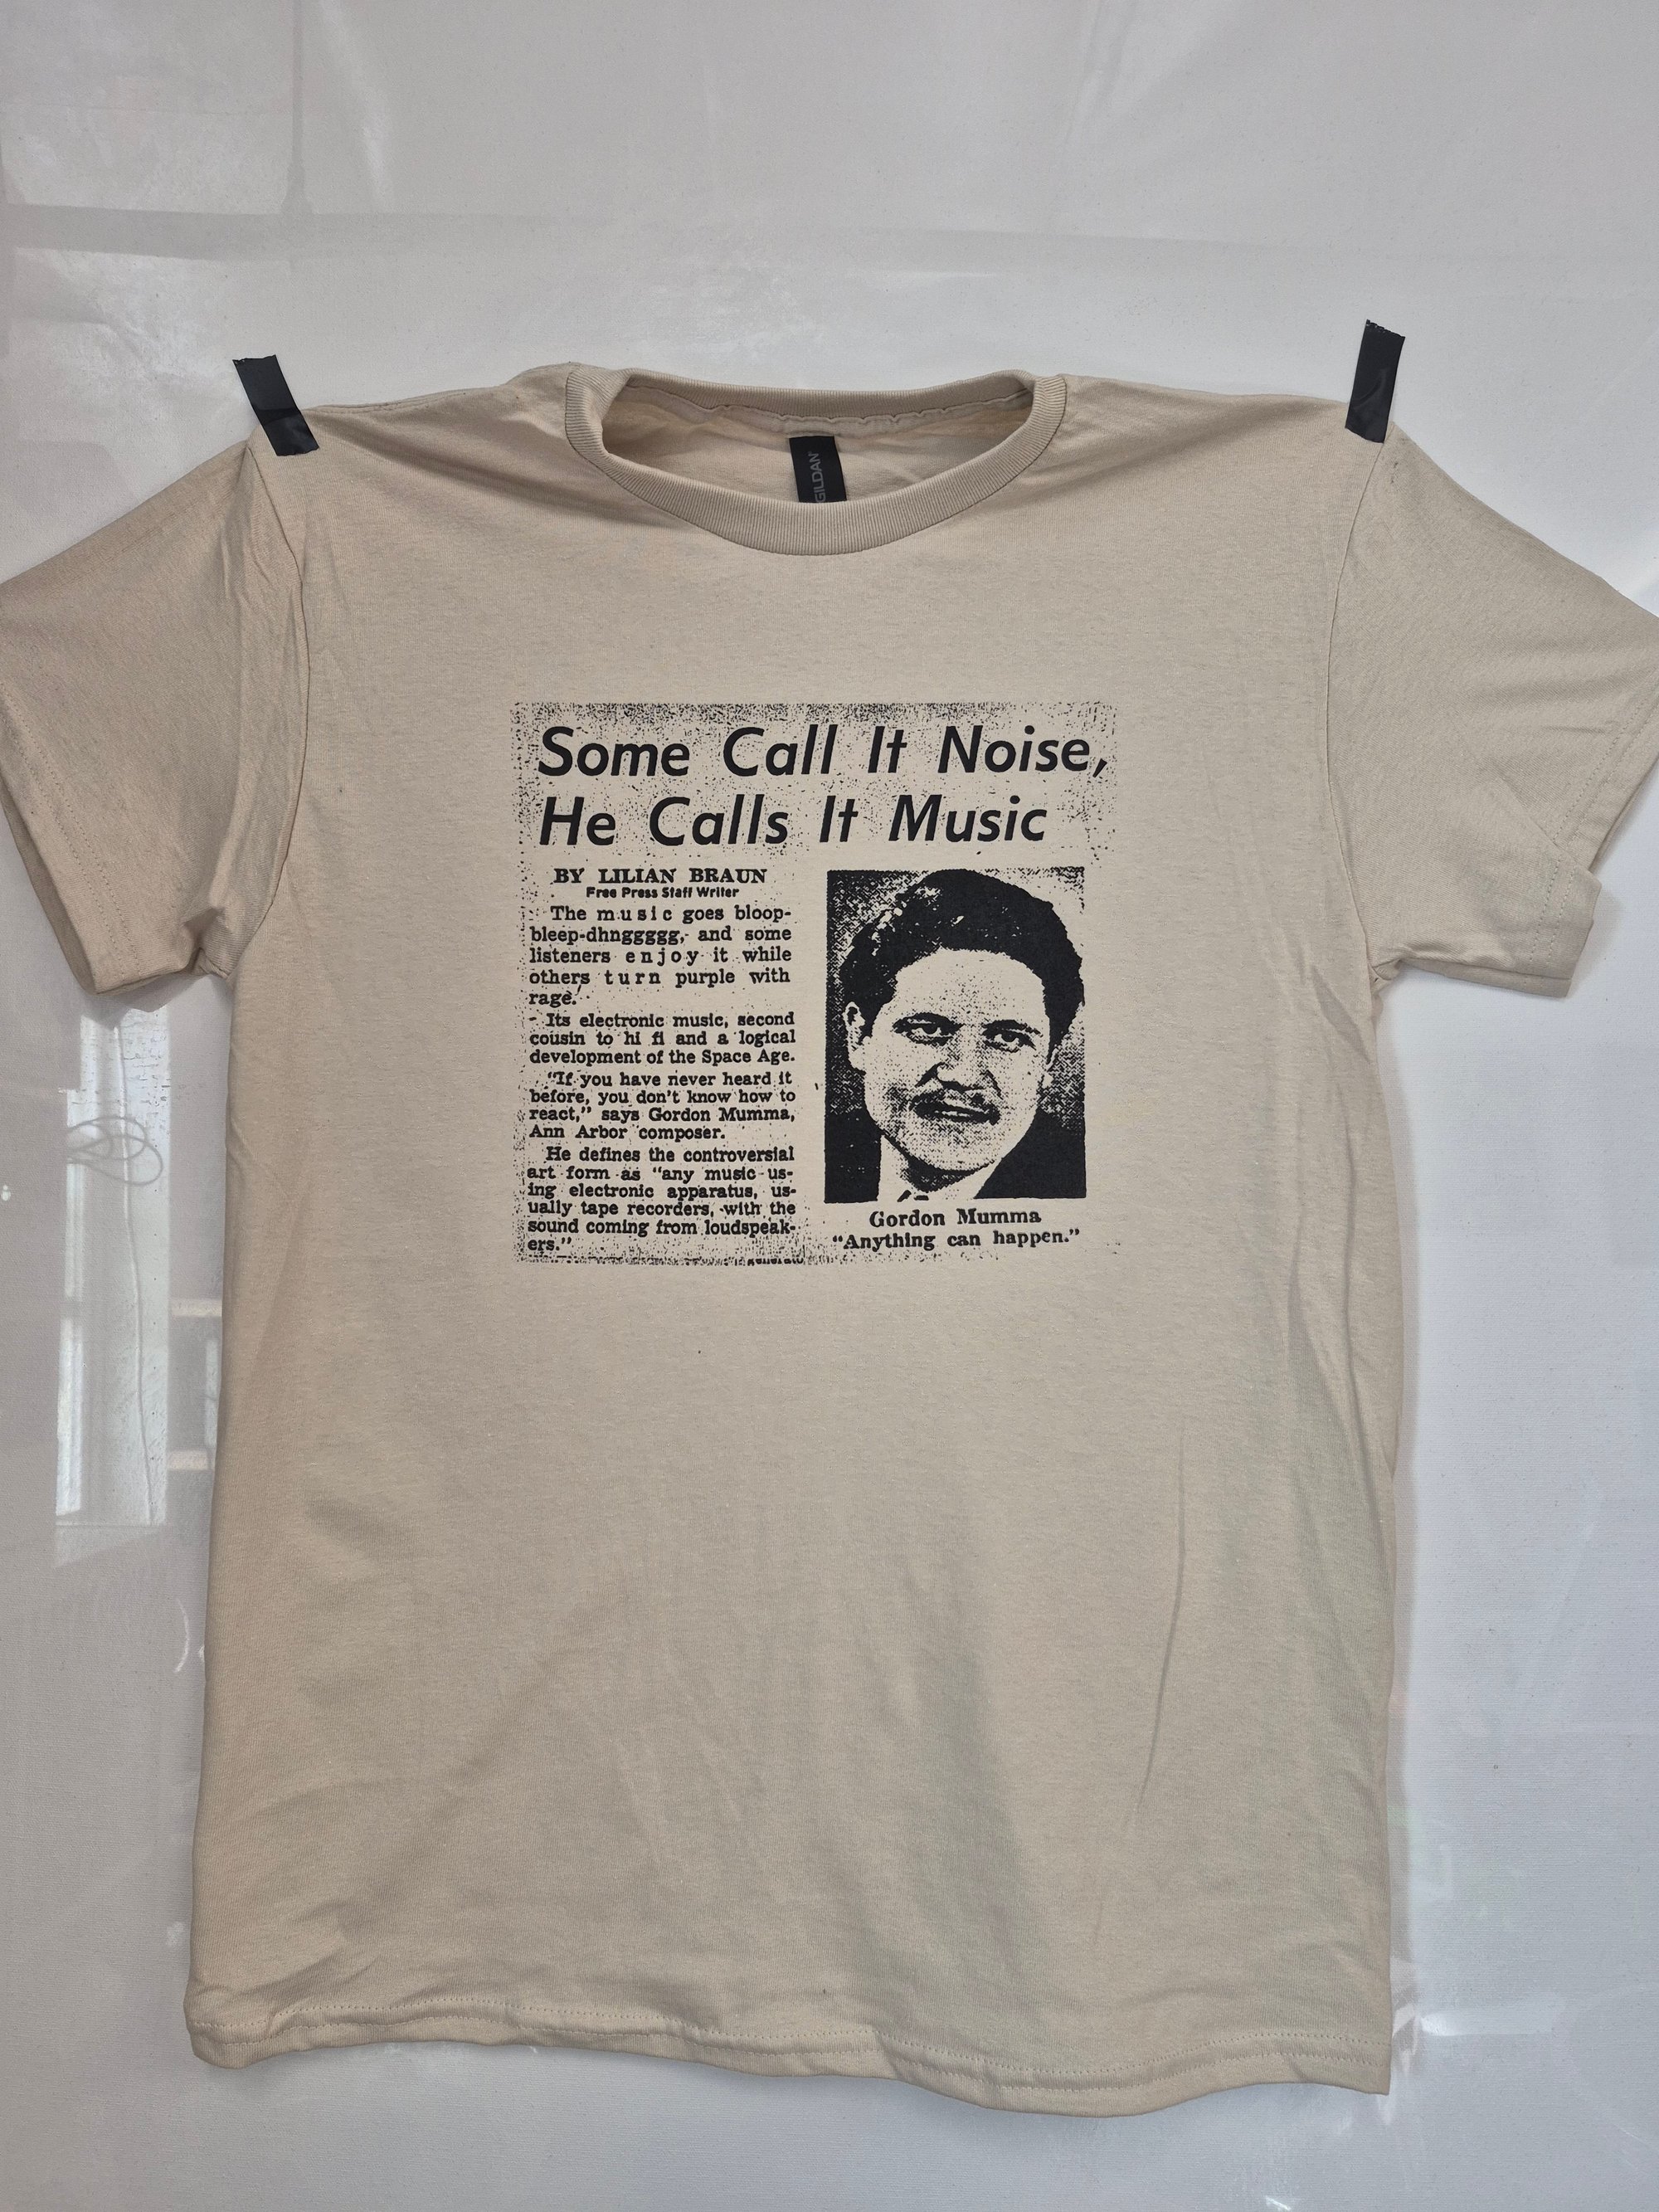 GILDAN
Some Call It Noise,
He Calls It Music
BY LILIAN BRAUN
Free Press Staff Writer
The music goes bloop-
bleep-dhnggggg, and some
listeners enjoy it while
others turn purple with
rage.
Its electronic music, second
cousin to hi fi and a logical
development of the Space Age.
"If you have never heard it
before, you don't know how to
react," says Gordon Mumma,
Ann Arbor composer.
He defines the controversial
art form as "any music us-
ing electronic apparatus, us-
ually tape recorders, with the
sound coming from loudspeak-
ers."
Gordon Mumma
"Anything can happen."